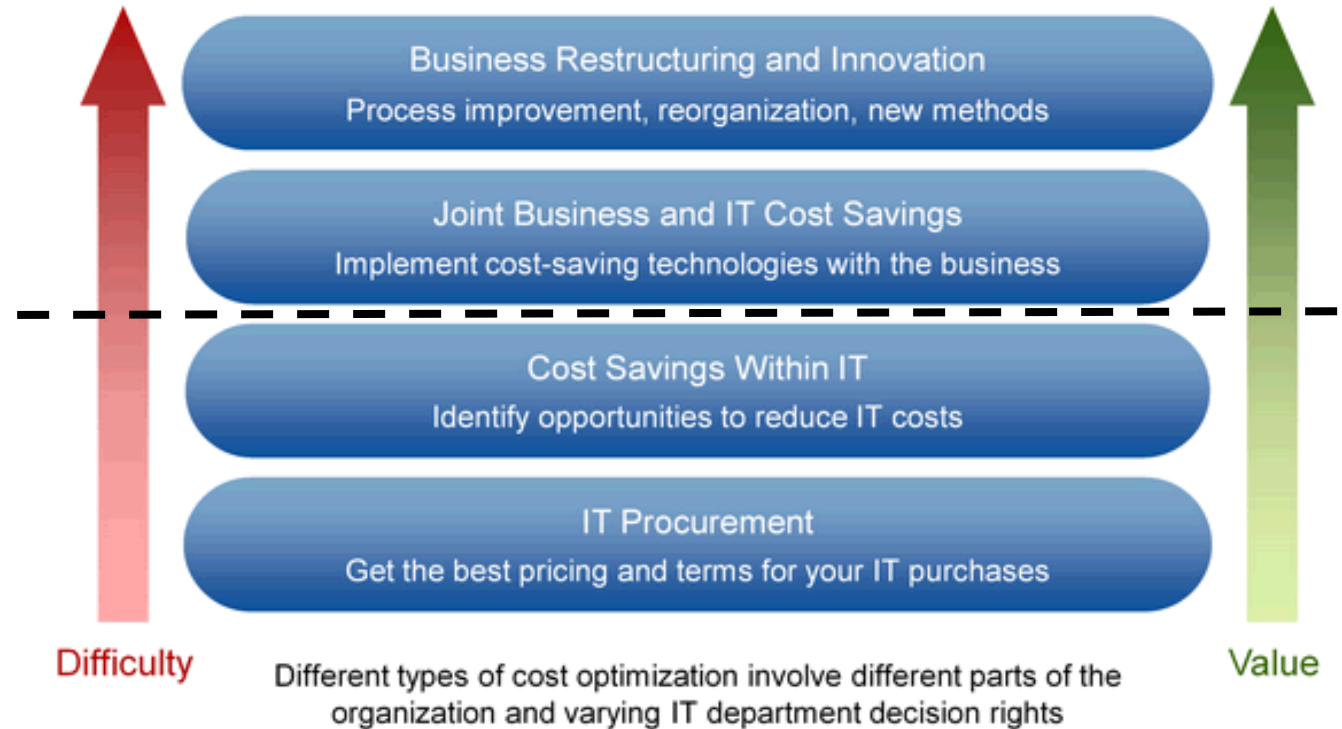 Business Restructuring and Innovation
Process improvement, reorganization, new methods
Joint Business and IT Cost Savings
Implement cost-saving technologies with the business
Cost Savings Within IT
Identify opportunities to reduce IT costs
IT Procurement
Get the best pricing and terms for your IT purchases
Difficulty
Value
Different types of cost optimization involve different parts of the
organization and varying IT department decision rights